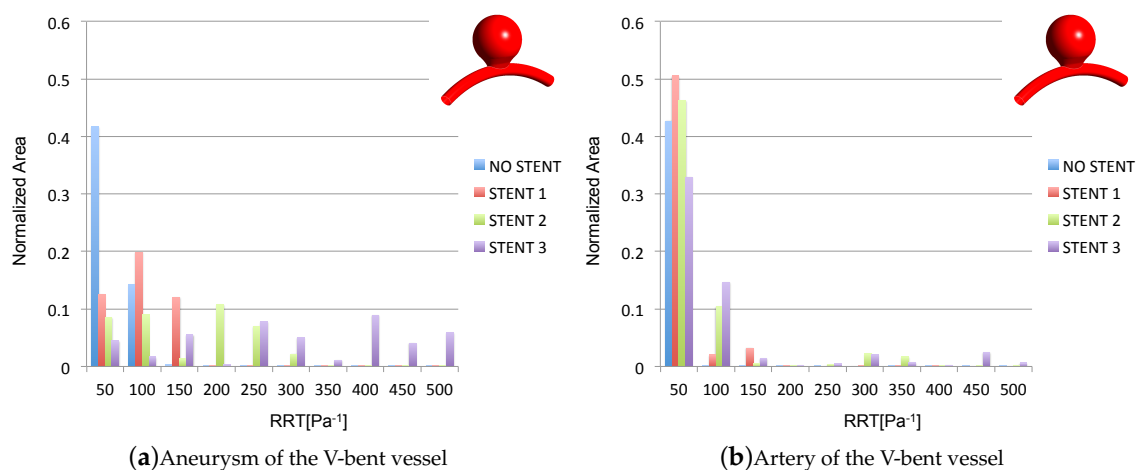 0.6
0.5
0.4
0.3
0.2
0.1
0
Normalized Area
50 100 150 200 250 300 350 400 450 500
RRT[Pa⁻¹]
NO STENT
STENT 1
STENT 2
STENT 3
(a)Aneurysm of the V-bent vessel
0.6
0.5
0.4
0.3
0.2
0.1
0
Normalized Area
50 100 150 200 250 300 350 400 450 500
RRT[Pa⁻¹]
NO STENT
STENT 1
STENT 2
STENT 3
(b)Artery of the V-bent vessel